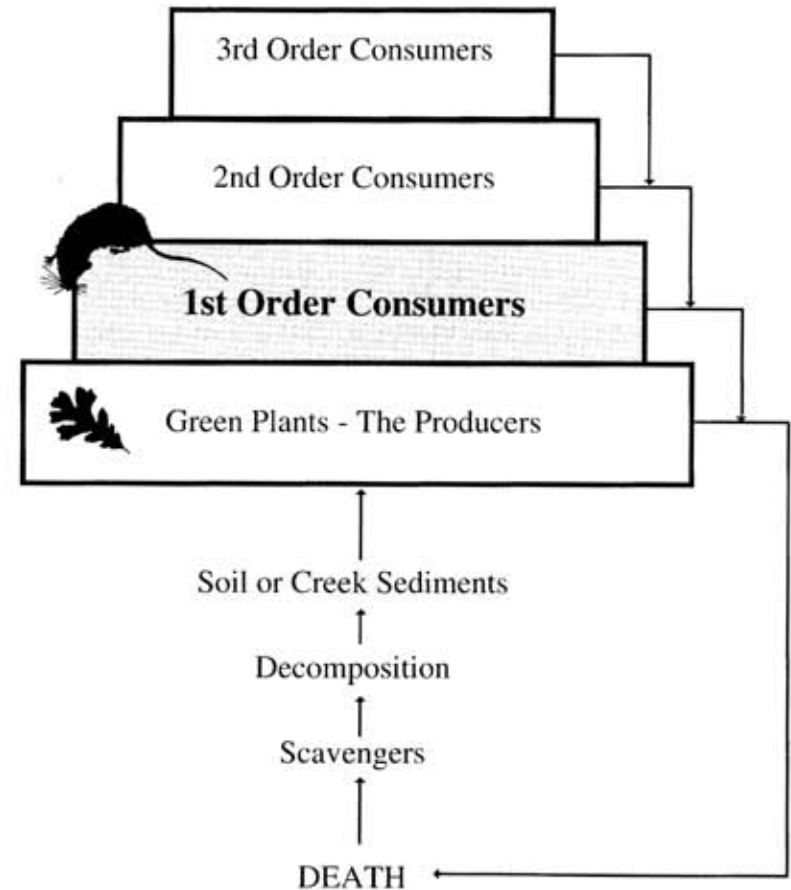 3rd Order Consumers
2nd Order Consumers
1st Order Consumers
Green Plants - The Producers
Soil or Creek Sediments
Decomposition
Scavengers
DEATH